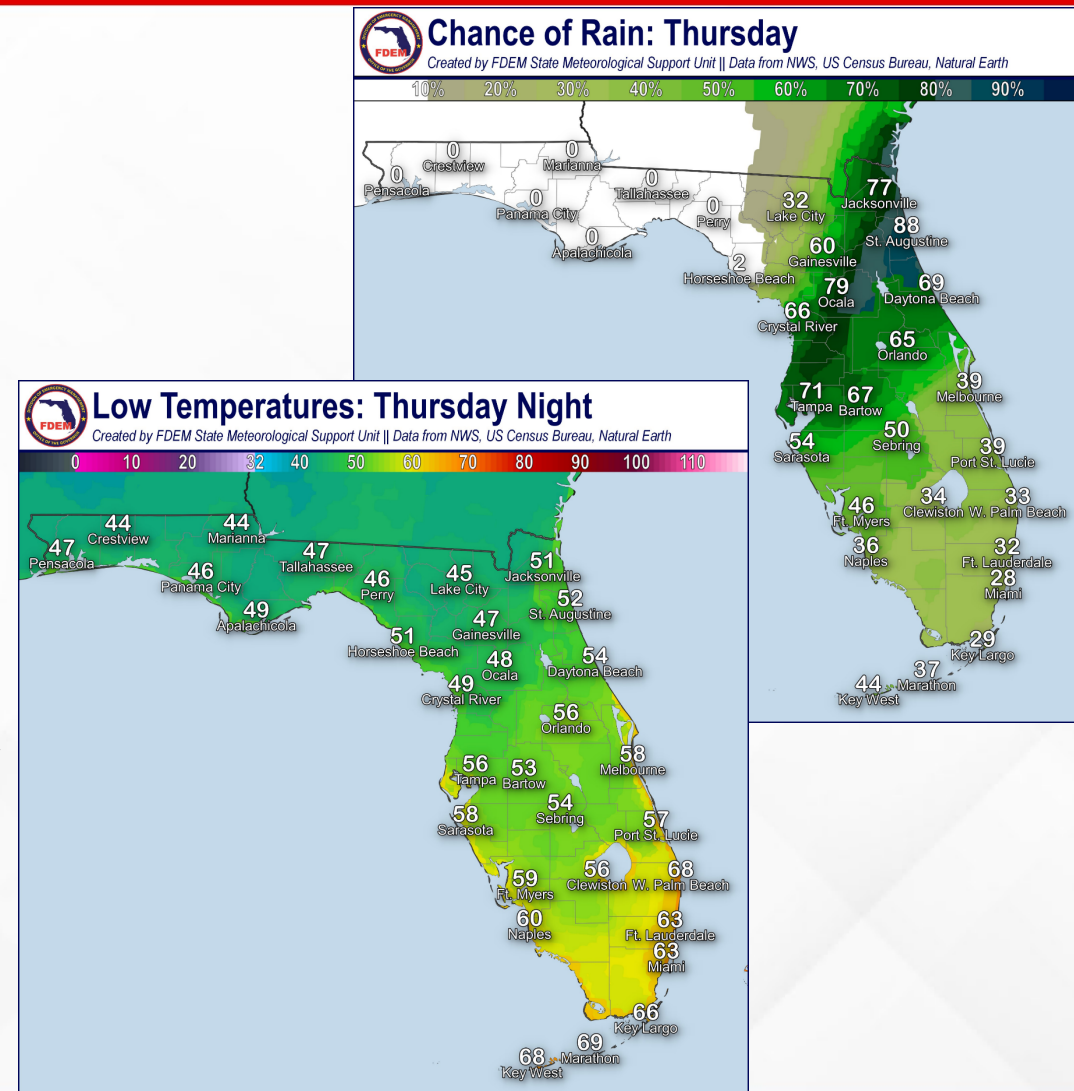 FDEM
Chance of Rain: Thursday
Created by FDEM State Meteorological Support Unit || Data from NWS, US Census Bureau, Natural Earth
10% 20% 30% 40% 50% 60% 70% 80% 90%
0
Crestview
0
Marianna
0
Pensacola
0
Tallahassee
0
Panama City
0
Perry
0
Apalachicola
32
Lake City
77
Jacksonville
88
St. Augustine
60
Gainesville
2
Horseshoe Beach
79
Ocala
69
Daytona Beach
66
Crystal River
65
Orlando
71
Tampa
67
Bartow
39
Melbourne
54
Sarasota
50
Sebring
39
Port St. Lucie
46
Ft. Myers
34
Clewiston
33
W. Palm Beach
36
Naples
32
Ft. Lauderdale
28
Miami
29
Key Largo
37
Marathon
44
Key West
FDEM
Low Temperatures: Thursday Night
Created by FDEM State Meteorological Support Unit || Data from NWS, US Census Bureau, Natural Earth
0 10 20 32 40 50 60 70 80 90 100 110
44
Crestview
44
Marianna
47
Pensacola
47
Tallahassee
46
Panama City
46
Perry
49
Apalachicola
45
Lake City
51
Jacksonville
52
St. Augustine
47
Gainesville
51
Horseshoe Beach
48
Ocala
54
Daytona Beach
49
Crystal River
56
Orlando
56
Tampa
53
Bartow
58
Melbourne
58
Sarasota
54
Sebring
57
Port St. Lucie
59
Ft. Myers
56
Clewiston
68
W. Palm Beach
60
Naples
63
Ft. Lauderdale
63
Miami
66
Key Largo
69
Marathon
68
Key West